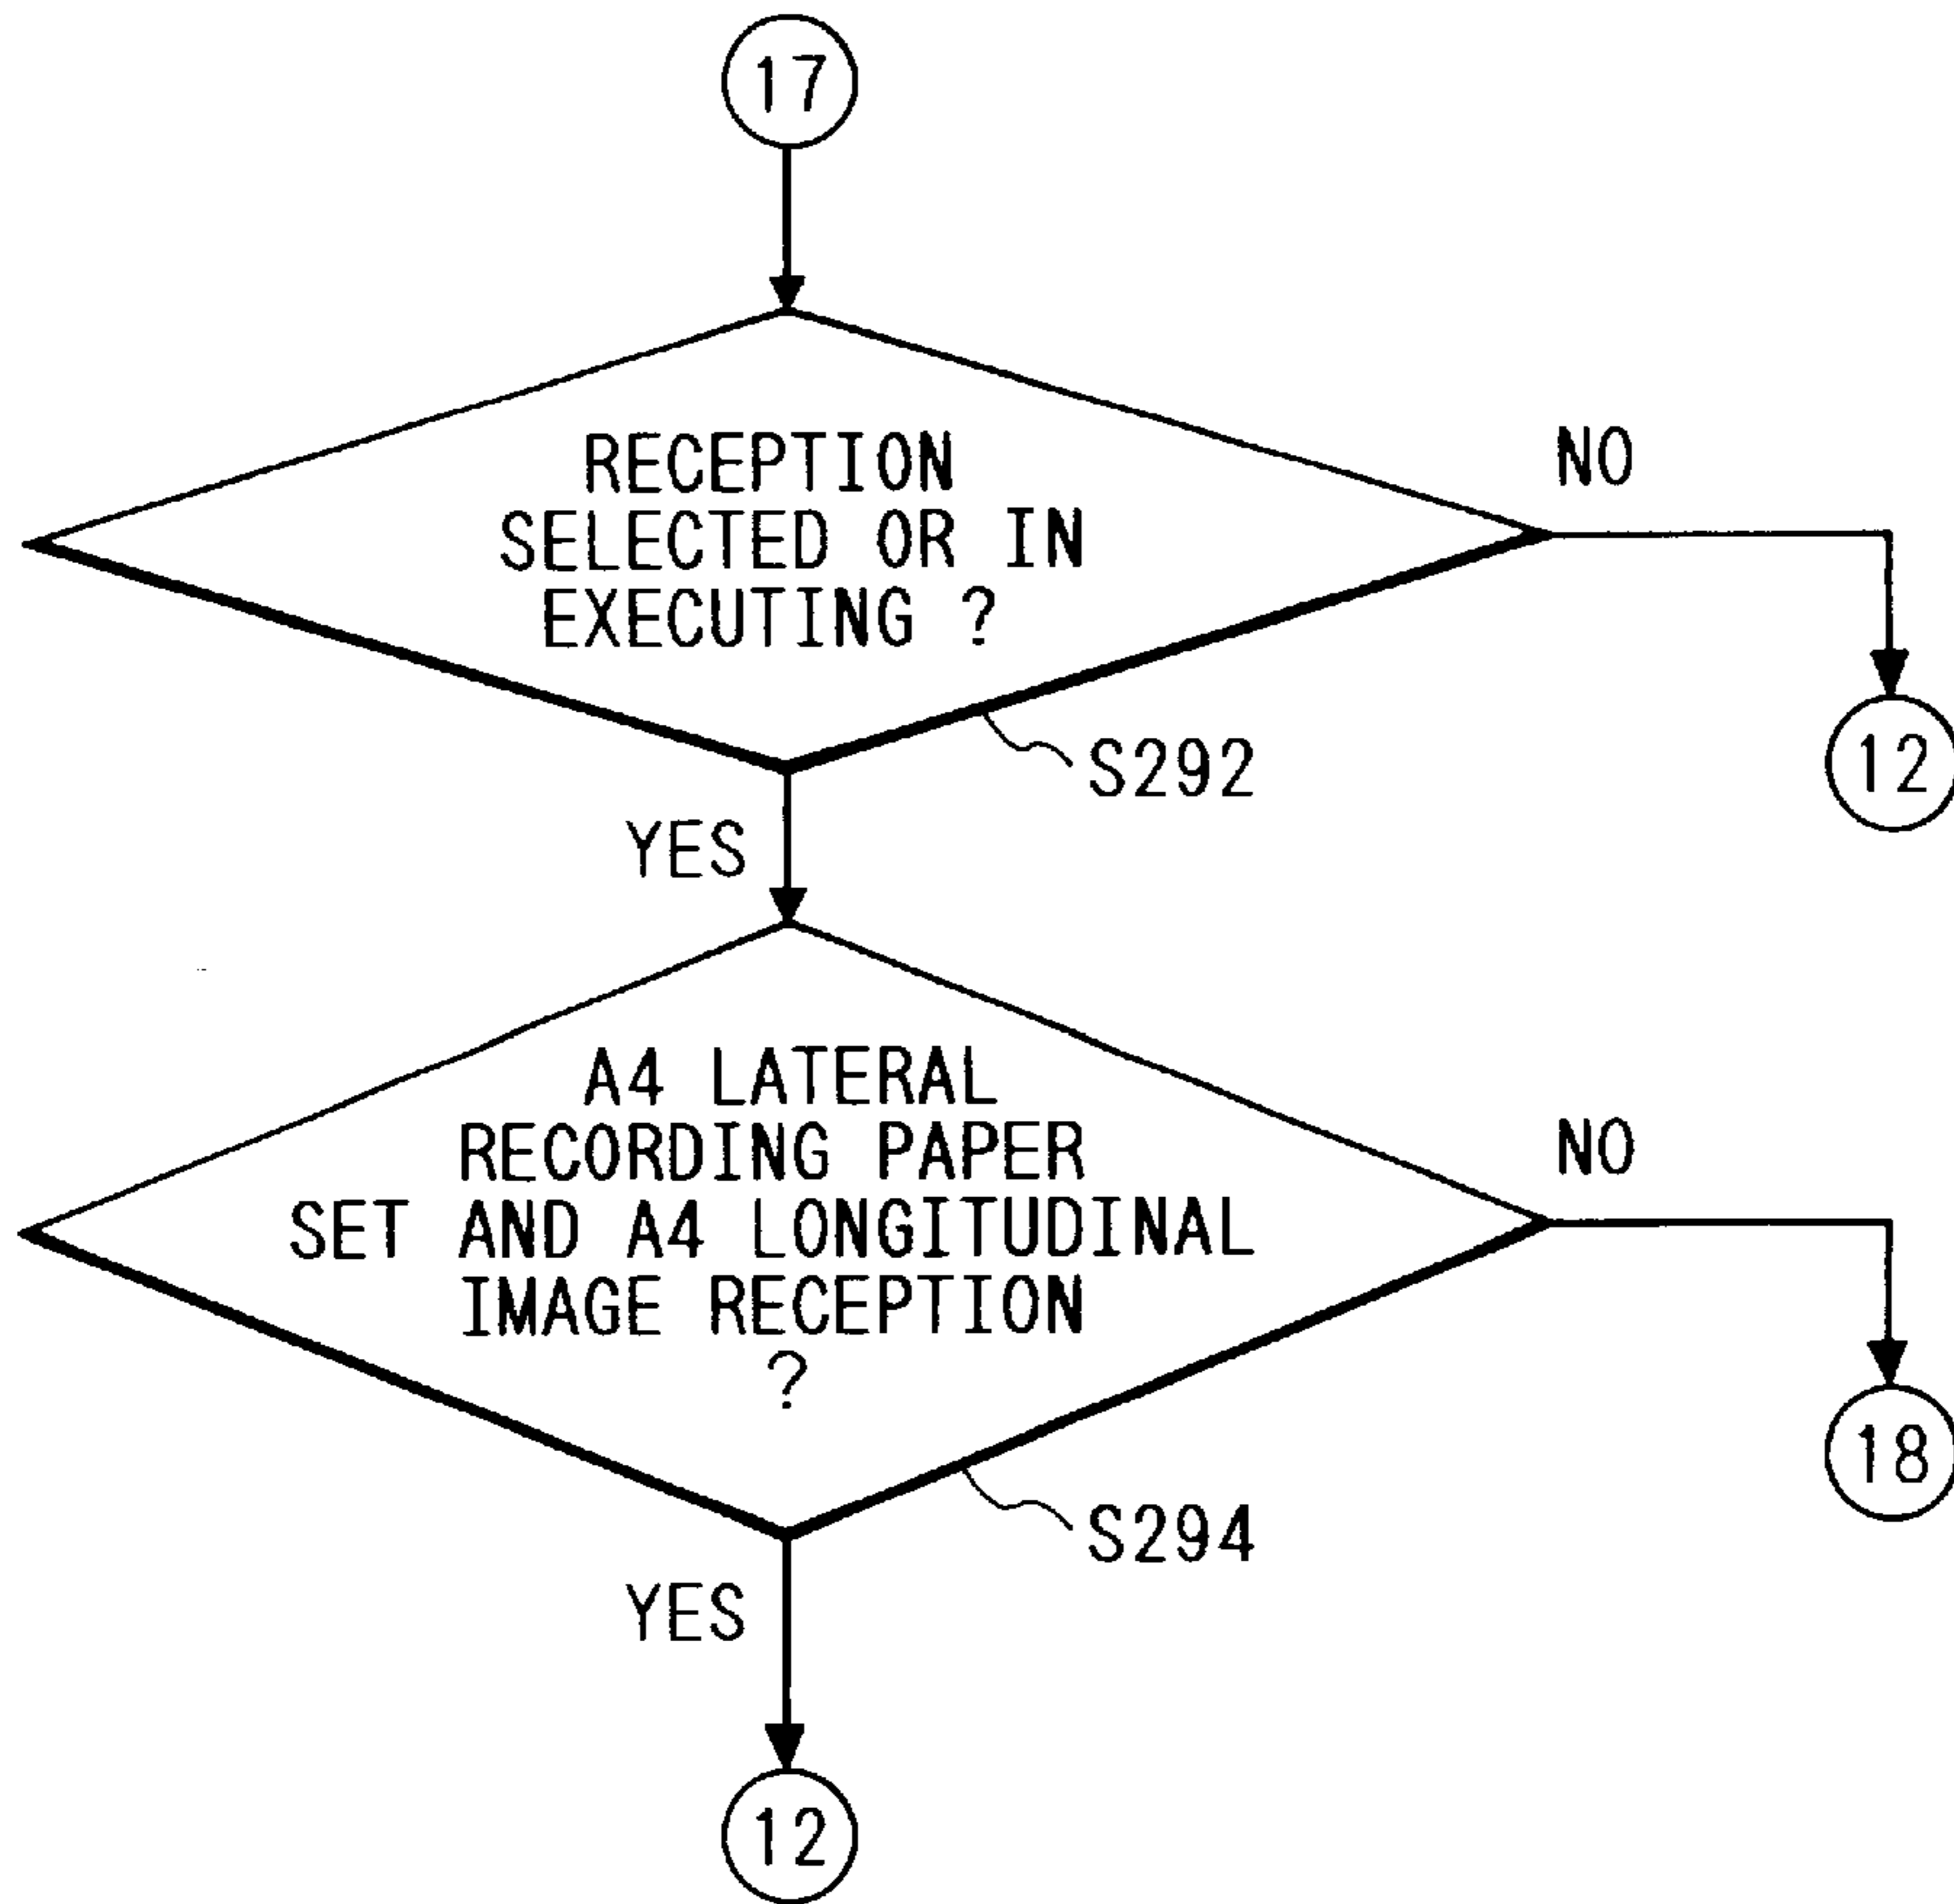 17
RECEPTION
SELECTED OR IN
EXECUTING ?
NO
S292
12
YES
A4 LATERAL
RECORDING PAPER
SET AND A4 LONGITUDINAL
IMAGE RECEPTION
?
NO
S294
18
YES
12